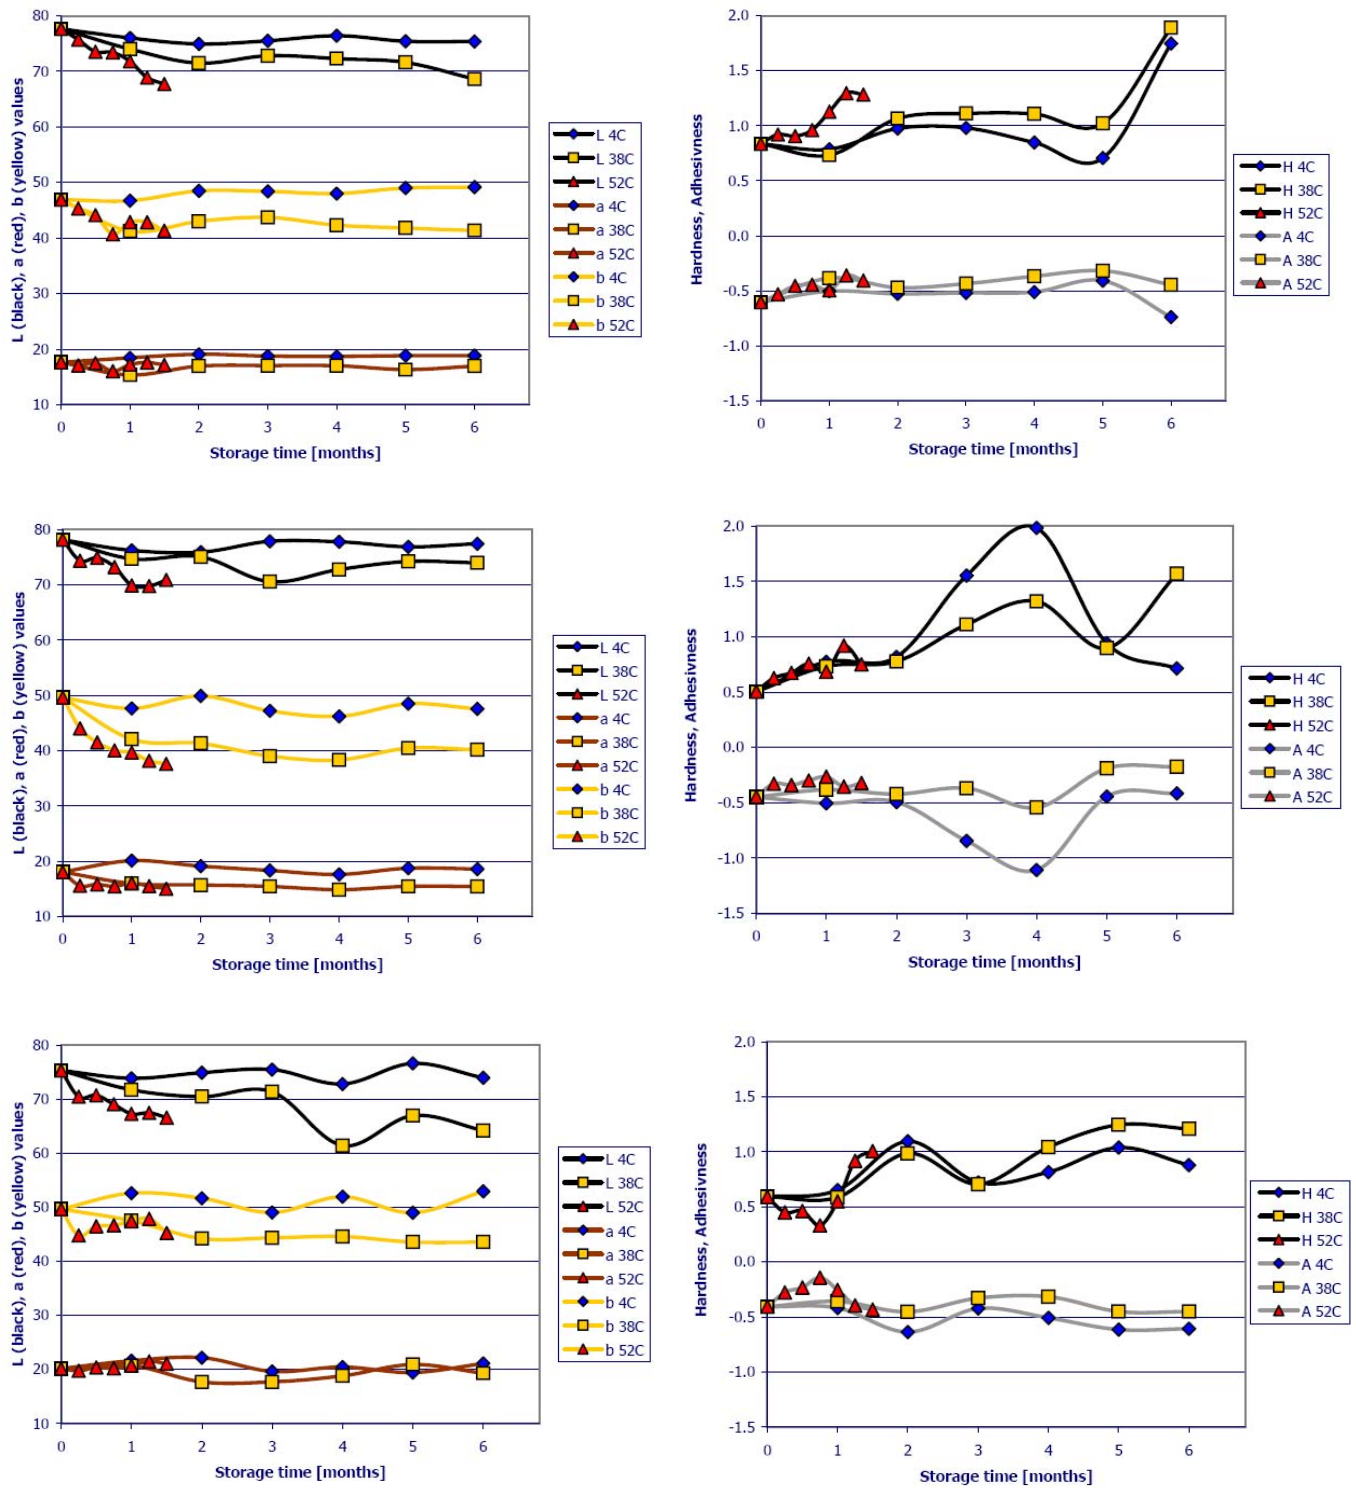 80
70
60
50
40
30
20
10
0 1 2 3 4 5 6
Storage time [months]
L (black), a (red), b (yellow) values
L 4C
L 38C
L 52C
a 4C
a 38C
a 52C
b 4C
b 38C
b 52C
2.0
1.5
1.0
0.5
0.0
-0.5
-1.0
-1.5
0 1 2 3 4 5 6
Storage time [months]
Hardness, Adhesivness
H 4C
H 38C
H 52C
A 4C
A 38C
A 52C
80
70
60
50
40
30
20
10
0 1 2 3 4 5 6
Storage time [months]
L (black), a (red), b (yellow) values
L 4C
L 38C
L 52C
a 4C
a 38C
a 52C
b 4C
b 38C
b 52C
2.0
1.5
1.0
0.5
0.0
-0.5
-1.0
-1.5
0 1 2 3 4 5 6
Storage time [months]
Hardness, Adhesivness
H 4C
H 38C
H 52C
A 4C
A 38C
A 52C
80
70
60
50
40
30
20
10
0 1 2 3 4 5 6
Storage time [months]
L (black), a (red), b (yellow) values
L 4C
L 38C
L 52C
a 4C
a 38C
a 52C
b 4C
b 38C
b 52C
2.0
1.5
1.0
0.5
0.0
-0.5
-1.0
-1.5
0 1 2 3 4 5 6
Storage time [months]
Hardness, Adhesivness
H 4C
H 38C
H 52C
A 4C
A 38C
A 52C